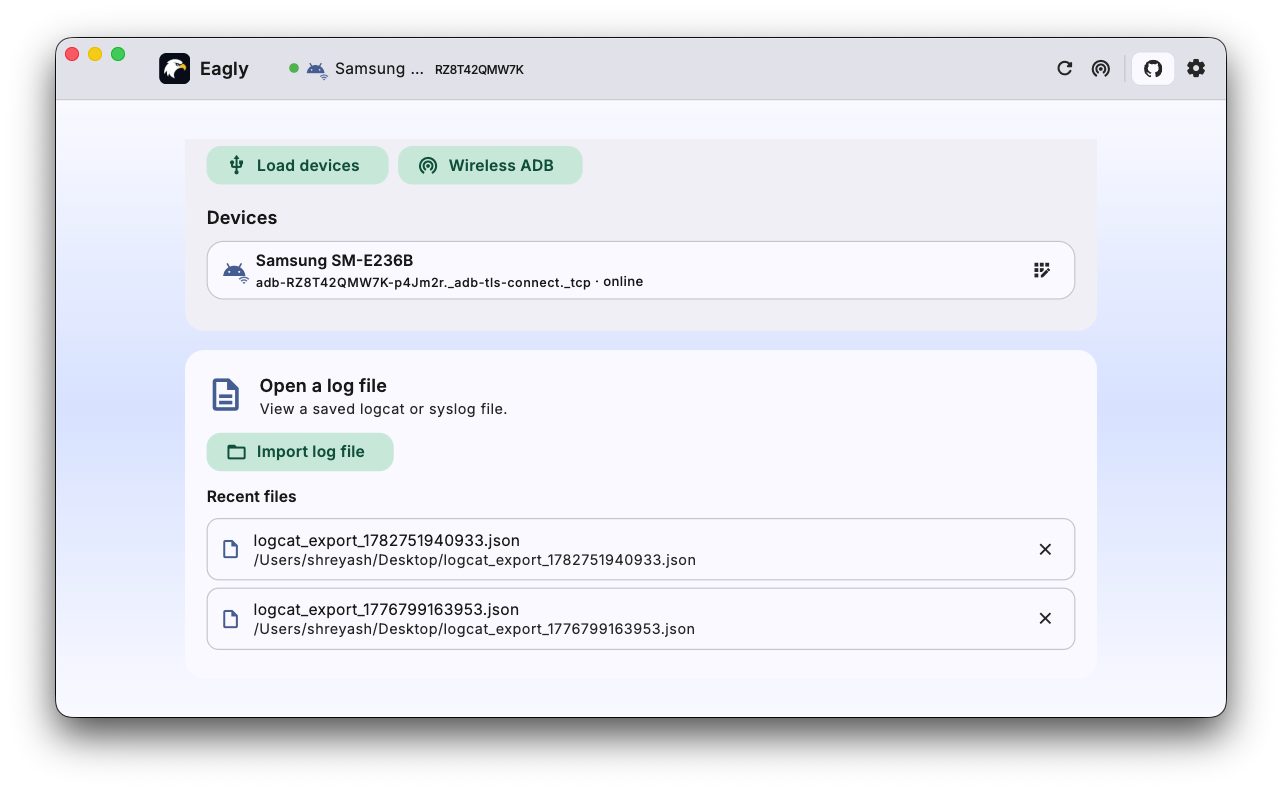 Eagly
Samsung ... RZ8T42QMW7K
Load devices
Wireless ADB
Devices
Samsung SM-E236B
adb-RZ8T42QMW7K-p4Jm2r._adb-tls-connect._tcp · online
Open a log file
View a saved logcat or syslog file.
Import log file
Recent files
logcat_export_1782751940933.json
/Users/shreyash/Desktop/logcat_export_1782751940933.json
logcat_export_1776799163953.json
/Users/shreyash/Desktop/logcat_export_1776799163953.json